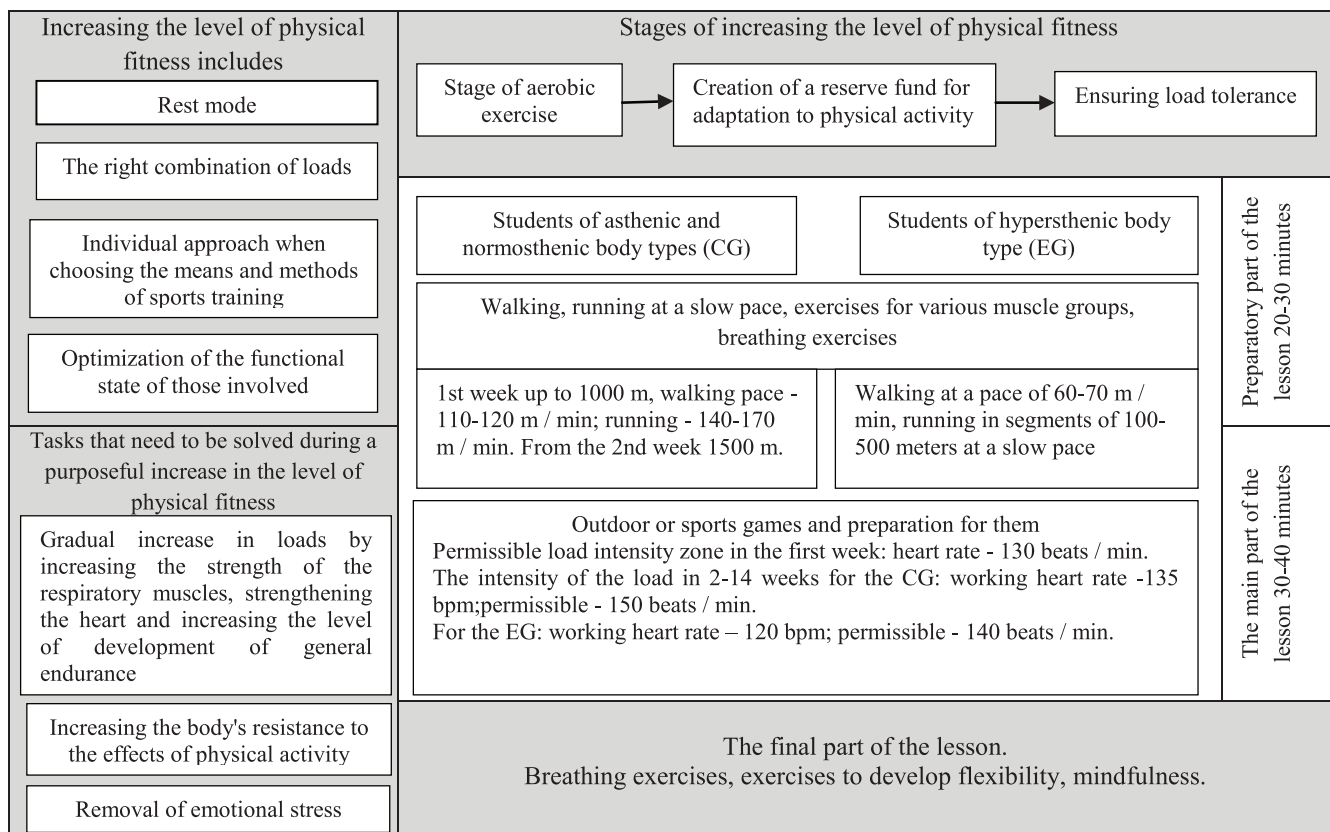 Increasing the level of physical
fitness includes
Rest mode
The right combination of loads
Individual approach when
choosing the means and methods
of sports training
Optimization of the functional
state of those involved
Tasks that need to be solved during a
purposeful increase in the level of
physical fitness
Gradual increase in loads by
increasing the strength of the
respiratory muscles, strengthening
the heart and increasing the level
of development of general
endurance
Increasing the body's resistance to
the effects of physical activity
Removal of emotional stress
Stages of increasing the level of physical fitness
Stage of aerobic
exercise
Creation of a reserve fund for
adaptation to physical activity
Ensuring load tolerance
Students of asthenic and
normosthenic body types (CG)
Students of hypersthenic body
type (EG)
Walking, running at a slow pace, exercises for various muscle groups,
breathing exercises
1st week up to 1000 m, walking pace -
110-120 m / min; running - 140-170
m / min. From the 2nd week 1500 m.
Walking at a pace of 60-70 m /
min, running in segments of 100-
500 meters at a slow pace
Preparatory part of the
lesson 20-30 minutes
Outdoor or sports games and preparation for them
Permissible load intensity zone in the first week: heart rate - 130 beats / min.
The intensity of the load in 2-14 weeks for the CG: working heart rate -135
bpm;permissible - 150 beats / min.
For the EG: working heart rate – 120 bpm; permissible - 140 beats / min.
The main part of the
lesson 30-40 minutes
The final part of the lesson.
Breathing exercises, exercises to develop flexibility, mindfulness.